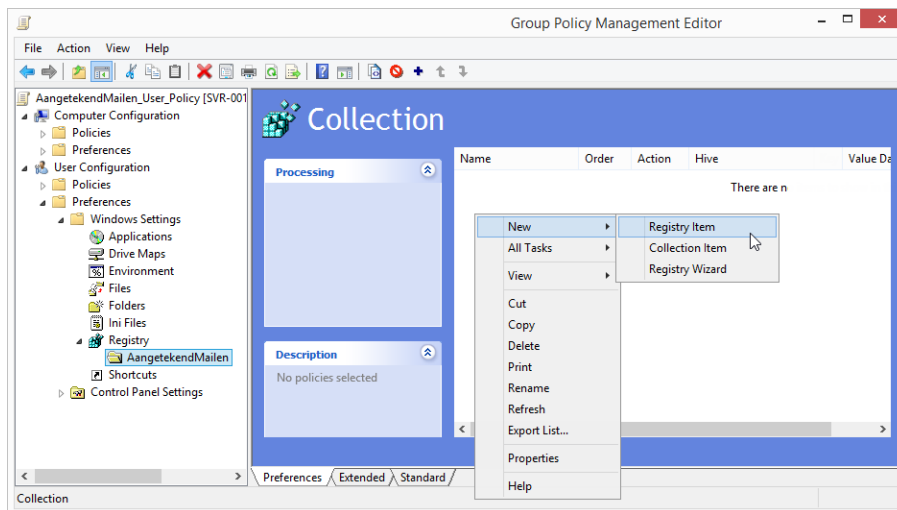 Group Policy Management Editor
File Action View Help
AangetekendMailen_User_Policy [SVR-001
Computer Configuration
Policies
Preferences
User Configuration
Policies
Preferences
Windows Settings
Applications
Drive Maps
Environment
Files
Folders
Ini Files
Registry
AangetekendMailen
Shortcuts
Control Panel Settings
Collection
Processing
Description
No policies selected
Name Order Action Hive Value Da
There are n
New
All Tasks
View
Cut
Copy
Delete
Print
Rename
Refresh
Export List...
Properties
Help
Registry Item
Collection Item
Registry Wizard
Preferences Extended Standard
Collection